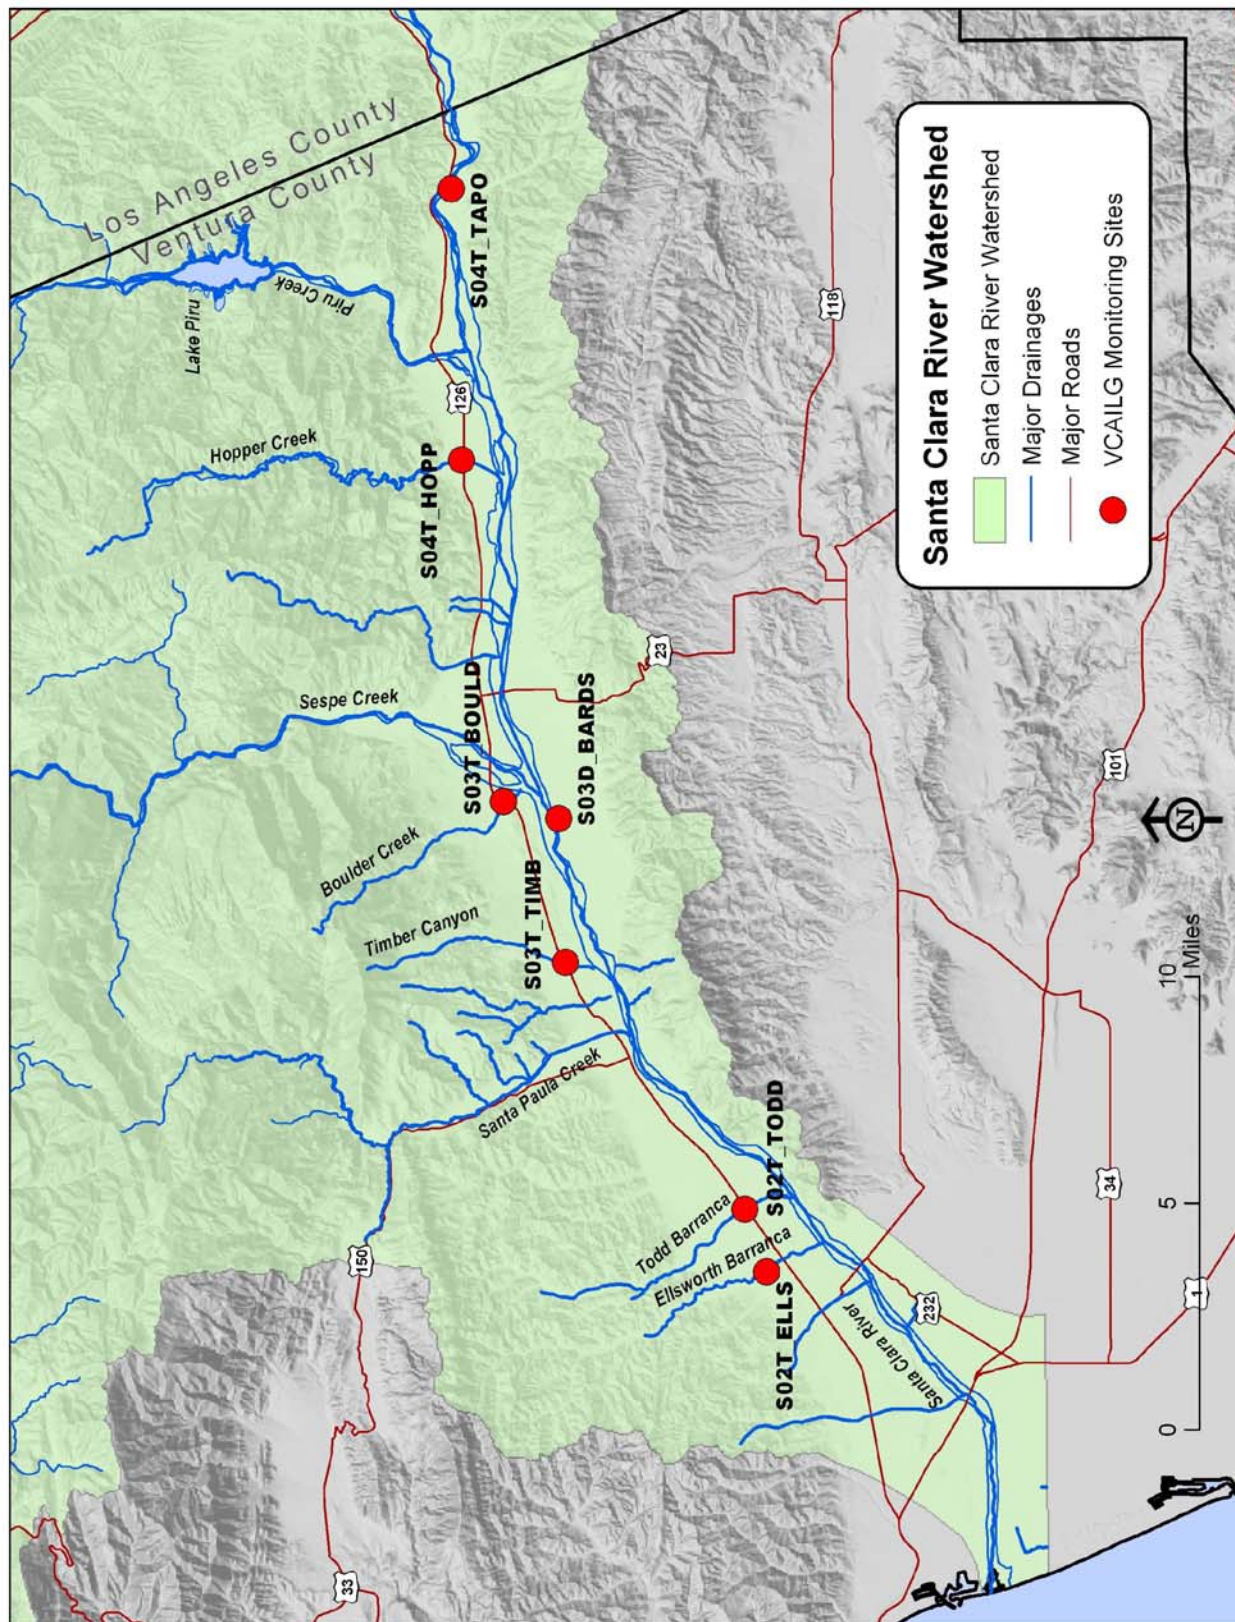 Los Angeles County
Ventura County
Lake Piru
Piru Creek
S04T_TAPO
126
Hopper Creek
S04T_HOPP
Sespe Creek
S03T_BOULD
23
118
S03D_BARDS
Boulder Creek
Timber Canyon
S03T_TIMB
101
Santa Paula Creek
150
S02T_TODD
Todd Barranca
Ellsworth Barranca
S02T_ELLS
Santa Clara River
232
34
1
33
Santa Clara River Watershed
Santa Clara River Watershed
Major Drainages
Major Roads
VCAILG Monitoring Sites
N
0 5 10
Miles